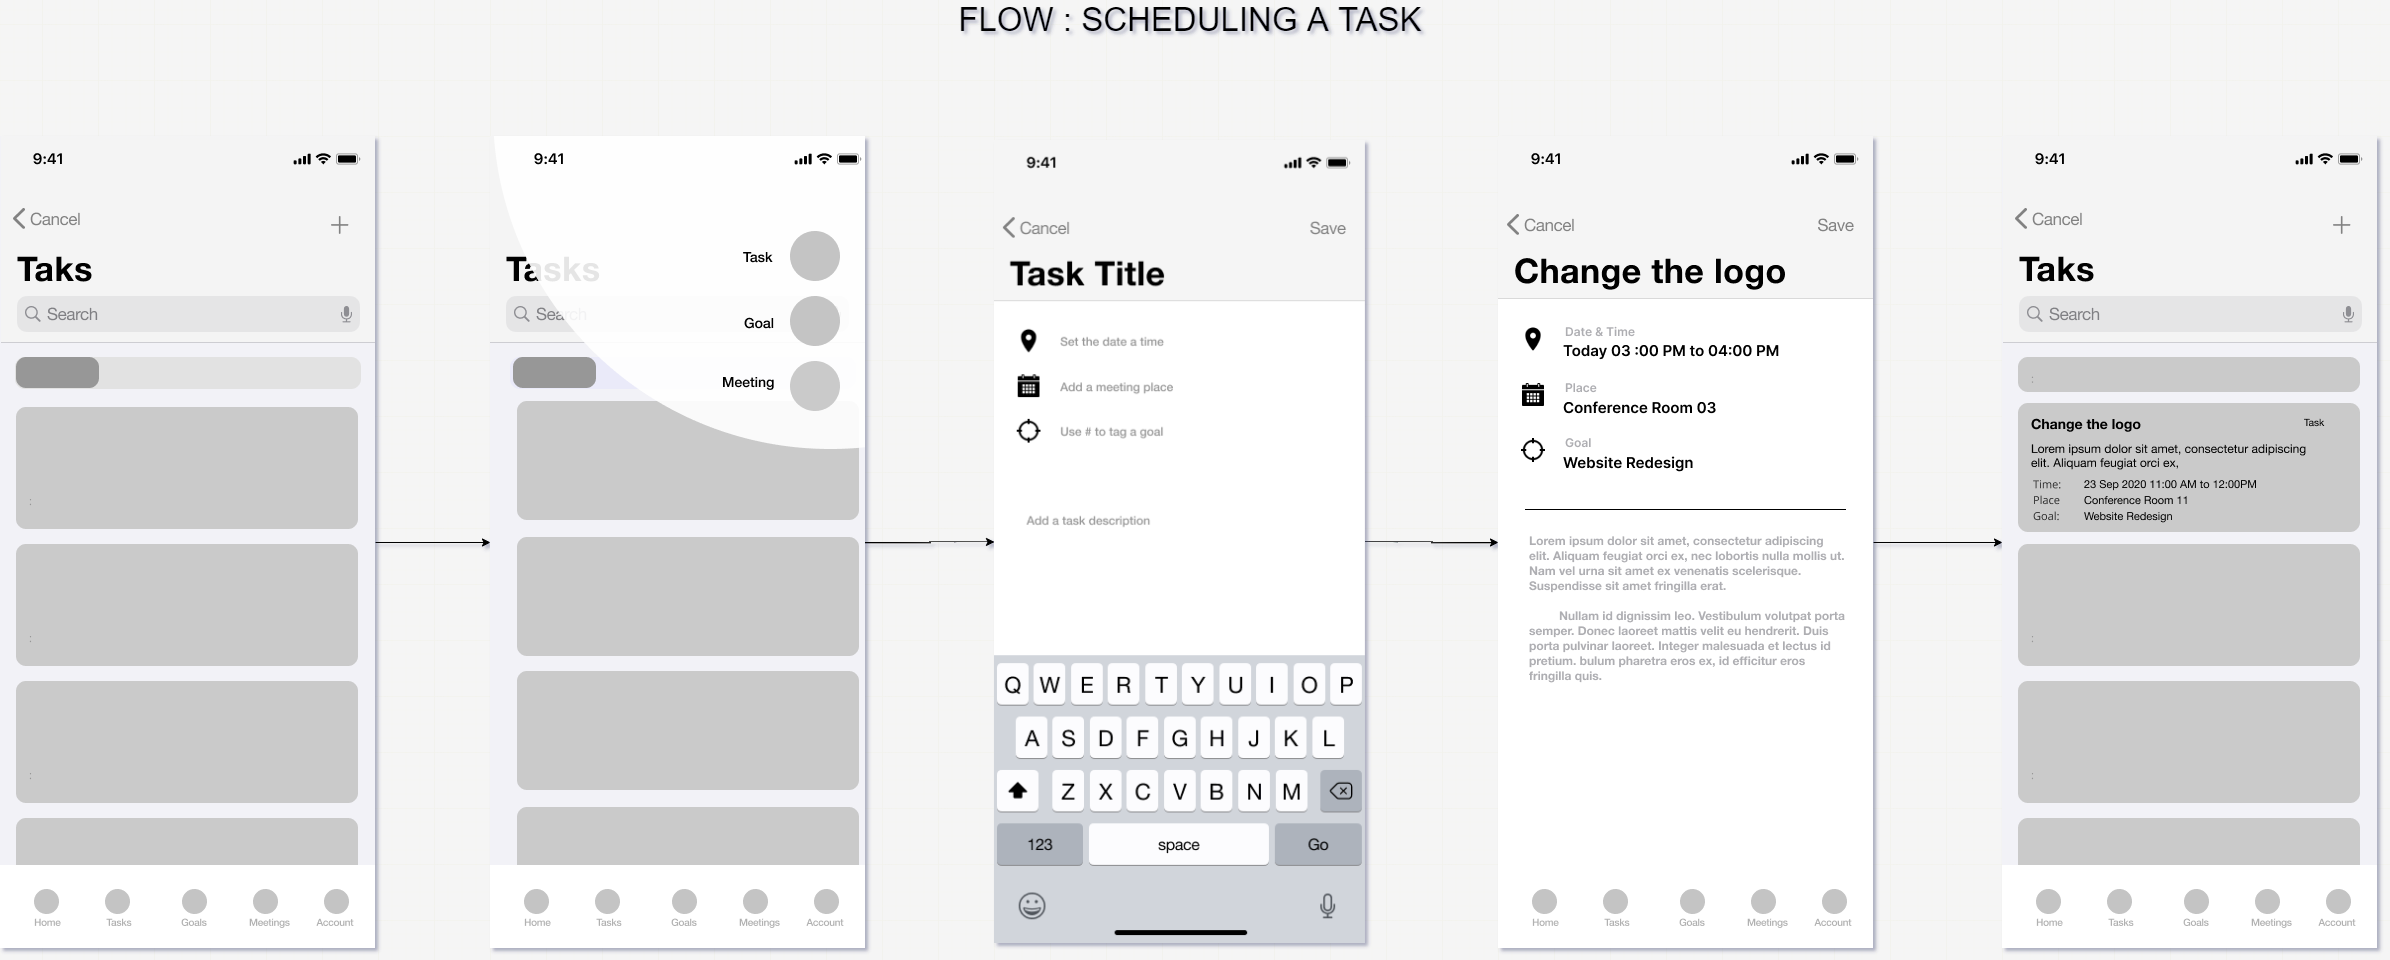 FLOW : SCHEDULING A TASK
9:41
Cancel
Taks
Search
:
:
:
Home Tasks Goals Meetings Account
9:41
Task
Tasks
Goal
Search
Meeting
Home Tasks Goals Meetings Account
9:41
Cancel Save
Task Title
Set the date a time
Add a meeting place
Use # to tag a goal
Add a task description
Q W E R T Y U I O P
A S D F G H J K L
Z X C V B N M
123 space Go
9:41
Cancel Save
Change the logo
Date & Time
Today 03 :00 PM to 04:00 PM
Place
Conference Room 03
Goal
Website Redesign
Lorem ipsum dolor sit amet, consectetur adipiscing
elit. Aliquam feugiat orci ex, nec lobortis nulla mollis ut.
Nam vel urna sit amet ex venenatis scelerisque.
Suspendisse sit amet fringilla erat.
Nullam id dignissim leo. Vestibulum volutpat porta
semper. Donec laoreet mattis velit eu hendrerit. Duis
porta pulvinar laoreet. Integer malesuada et lectus id
pretium. bulum pharetra eros ex, id efficitur eros
fringilla quis.
Home Tasks Goals Meetings Account
9:41
Cancel
Taks
Search
:
Change the logo Task
Lorem ipsum dolor sit amet, consectetur adipiscing
elit. Aliquam feugiat orci ex,
Time: 23 Sep 2020 11:00 AM to 12:00PM
Place Conference Room 11
Goal: Website Redesign
:
:
Home Tasks Goals Meetings Account